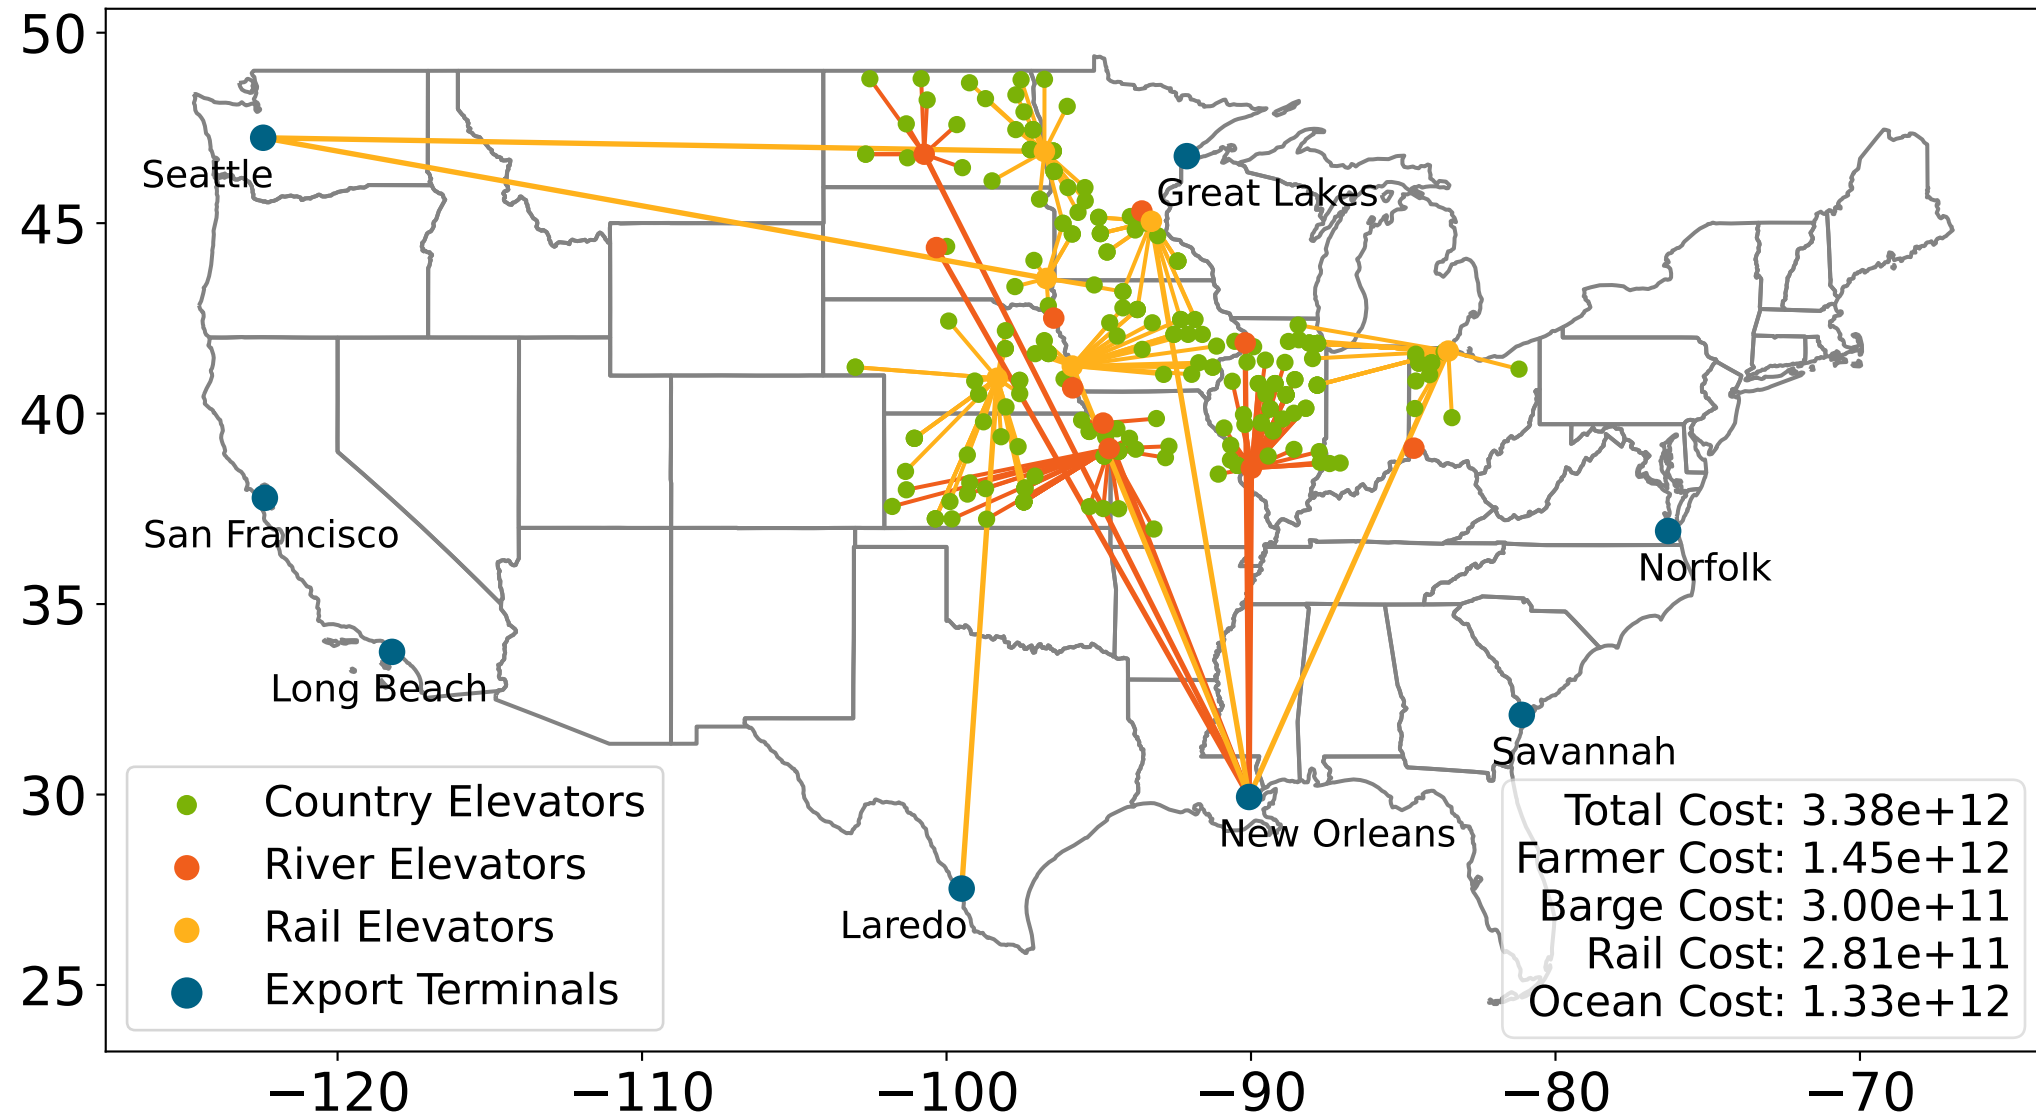 50
45
40
35
30
25
−120
−110
−100
−90
−80
−70
Seattle
Great Lakes
San Francisco
Norfolk
Long Beach
Savannah
New Orleans
Laredo
Country Elevators
River Elevators
Rail Elevators
Export Terminals
Total Cost: 3.38e+12
Farmer Cost: 1.45e+12
Barge Cost: 3.00e+11
Rail Cost: 2.81e+11
Ocean Cost: 1.33e+12